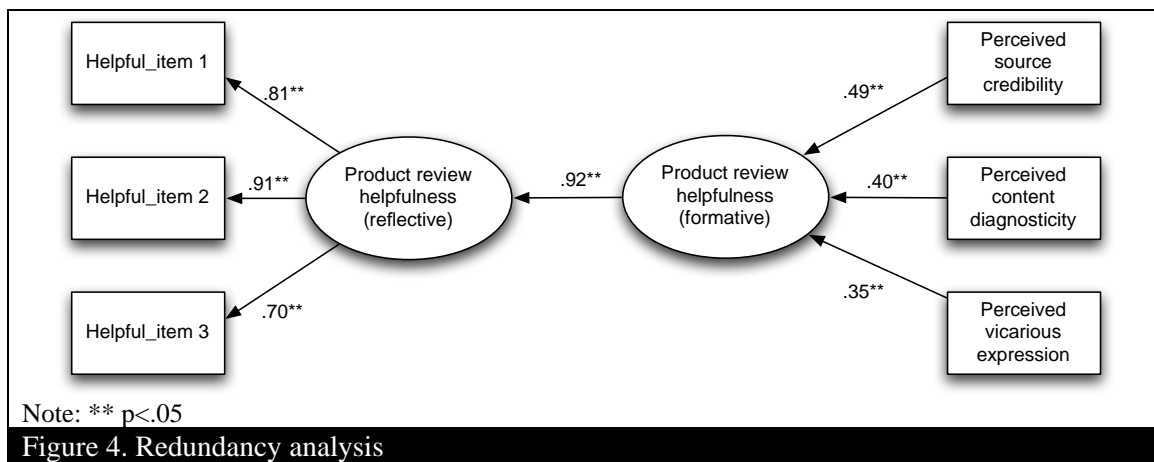 Helpful_item 1
Helpful_item 2
Helpful_item 3
.81**
.91**
.70**
Product review
helpfulness
(reflective)
.92**
Product review
helpfulness
(formative)
.49**
.40**
.35**
Perceived
source
credibility
Perceived
content
diagnosticity
Perceived
vicarious
expression
Note: ** p<.05
Figure 4. Redundancy analysis